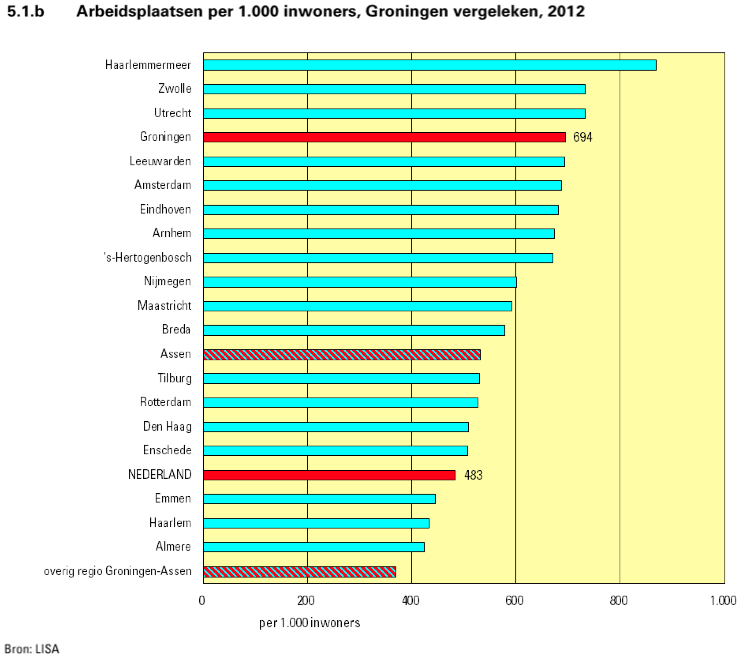 5.1.b Arbeidsplaatsen per 1.000 inwoners, Groningen vergeleken, 2012
Haarlemmermeer
Zwolle
Utrecht
Groningen 694
Leeuwarden
Amsterdam
Eindhoven
Arnhem
's-Hertogenbosch
Nijmegen
Maastricht
Breda
Assen
Tilburg
Rotterdam
Den Haag
Enschede
NEDERLAND 483
Emmen
Haarlem
Almere
overig regio Groningen-Assen
0 200 400 600 800 1.000
per 1.000 inwoners
Bron: LISA